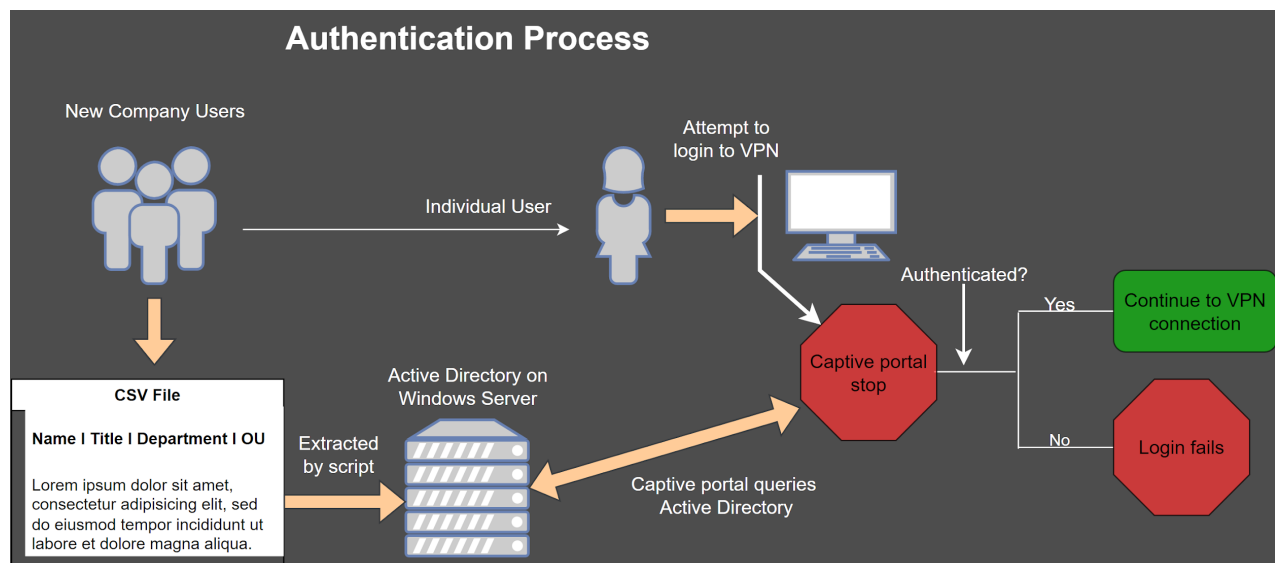 Authentication Process
New Company Users
Attempt to
login to VPN
Individual User
Authenticated?
Yes
Continue to VPN
connection
Captive portal
stop
No
Login fails
CSV File
Name I Title I Department I OU
Lorem ipsum dolor sit amet,
consectetur adipisicing elit, sed
do eiusmod tempor incididunt ut
labore et dolore magna aliqua.
Extracted
by script
Active Directory on
Windows Server
Captive portal queries
Active Directory